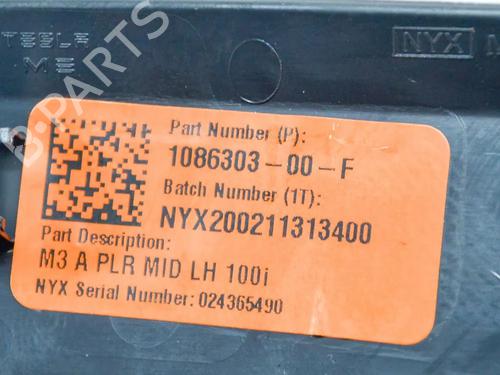 TESLA
ME
NYX
B-PARTS
Part Number (P):
1086303-00-F
Batch Number (1T):
NYX200211313400
Part Description:
M3 A PLR MID LH 100i
NYX Serial Number: 024365490